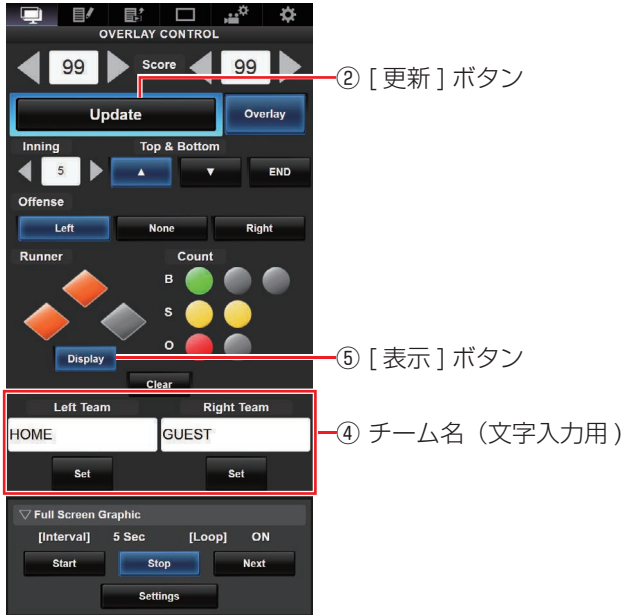 OVERLAY CONTROL
99 Score 99
② [ 更新 ] ボタン
Update Overlay
Inning Top & Bottom
5 ▲ ▼ END
Offense
Left None Right
Runner Count
B
S
O
Display
⑤ [ 表示 ] ボタン
Clear
Left Team Right Team
HOME GUEST
④ チーム名（文字入力用 )
Set Set
▽ Full Screen Graphic
[Interval] 5 Sec [Loop] ON
Start Stop Next
Settings